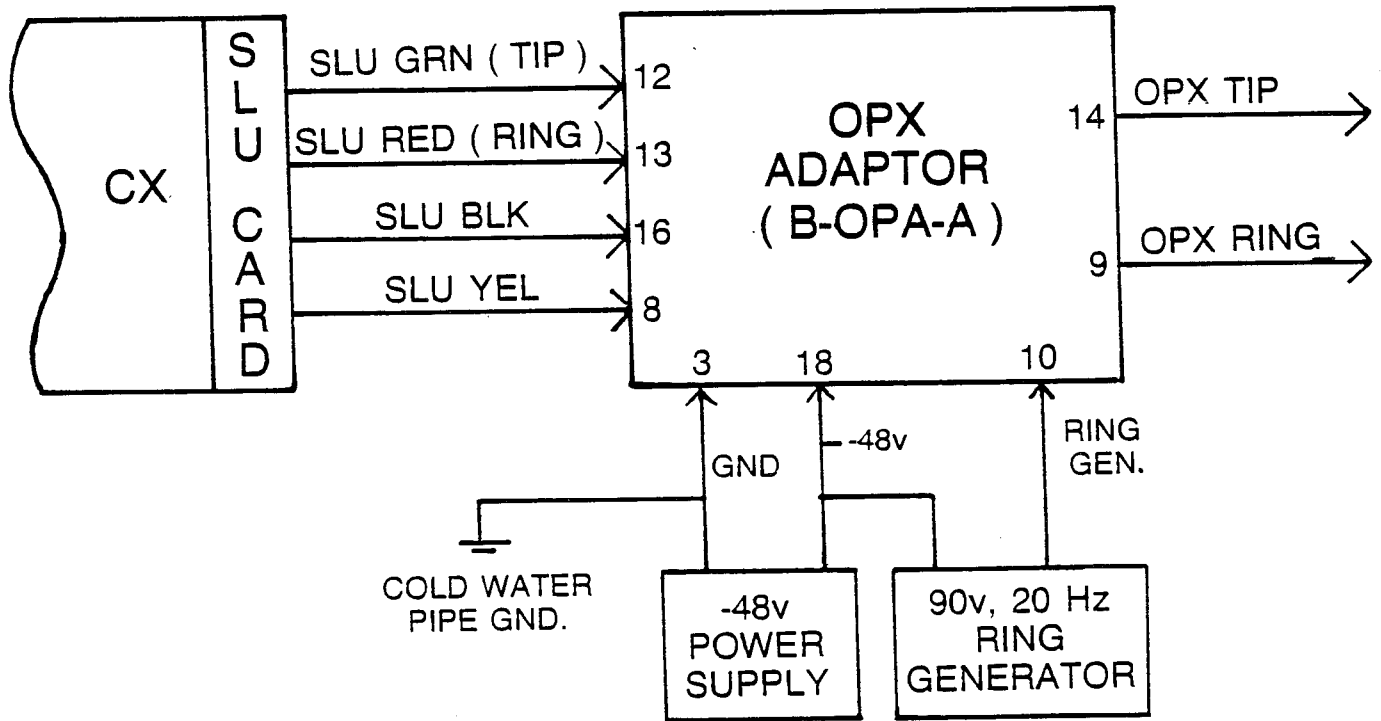 CX
SLU CARD
SLU GRN ( TIP )
12
SLU RED ( RING )
13
SLU BLK
16
SLU YEL
8
OPX
ADAPTOR
( B-OPA-A )
14
OPX TIP
9
OPX RING
3
18
10
GND
-48v
RING
GEN.
COLD WATER
PIPE GND.
-48v
POWER
SUPPLY
90v, 20 Hz
RING
GENERATOR